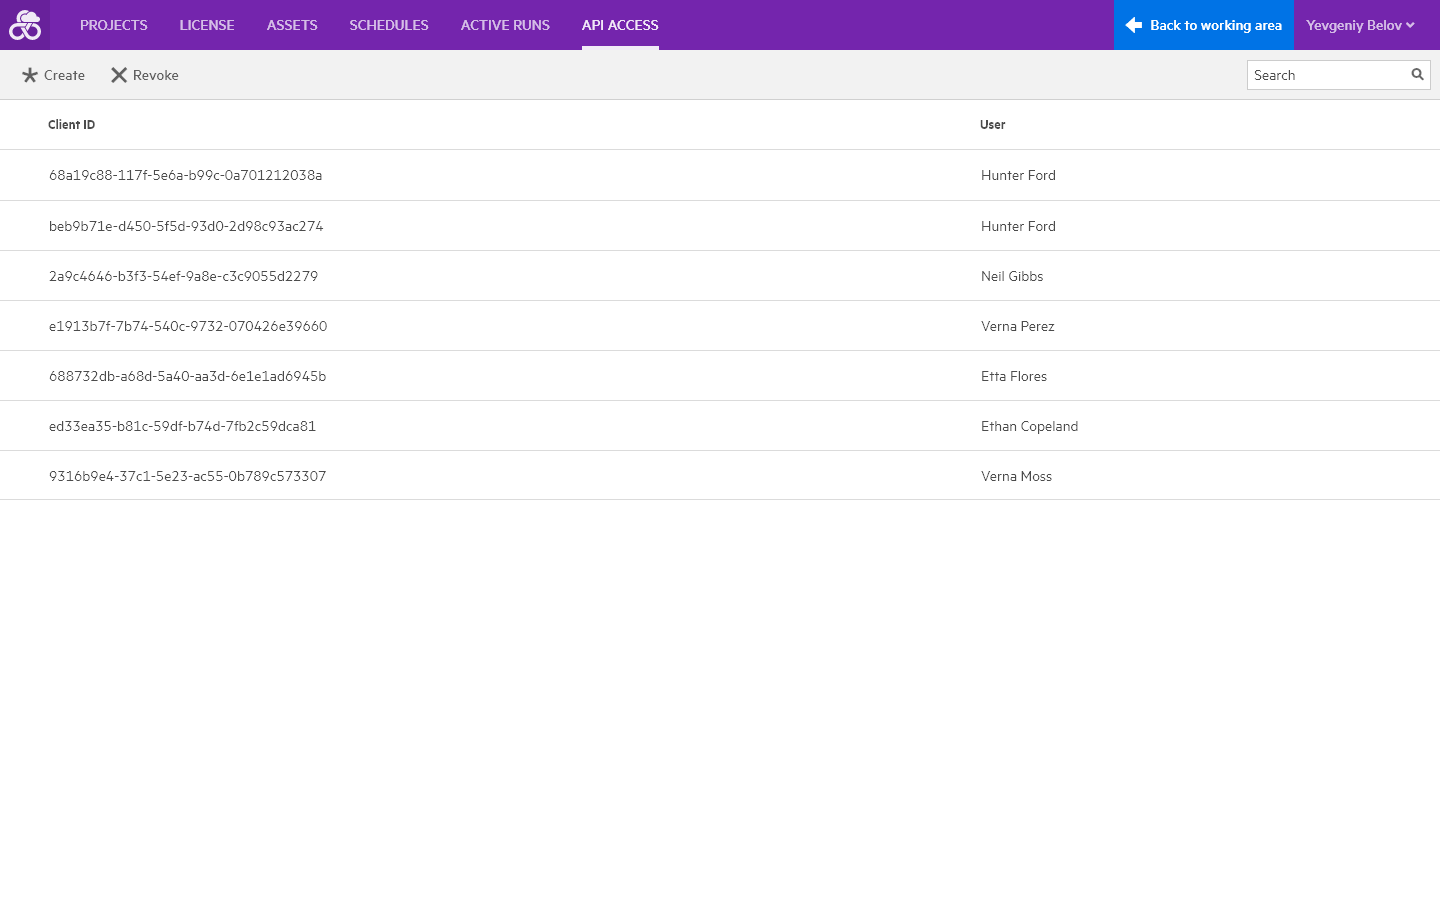 PROJECTS LICENSE ASSETS SCHEDULES ACTIVE RUNS API ACCESS Back to working area Yevgeniy Belov
Create Revoke Search
Client ID User
68a19c88-117f-5e6a-b99c-0a701212038a Hunter Ford
beb9b71e-d450-5f5d-93d0-2d98c93ac274 Hunter Ford
2a9c4646-b3f3-54ef-9a8e-c3c9055d2279 Neil Gibbs
e1913b7f-7b74-540c-9732-070426e39660 Verna Perez
688732db-a68d-5a40-aa3d-6e1e1ad6945b Etta Flores
ed33ea35-b81c-59df-b74d-7fb2c59dca81 Ethan Copeland
9316b9e4-37c1-5e23-ac55-0b789c573307 Verna Moss